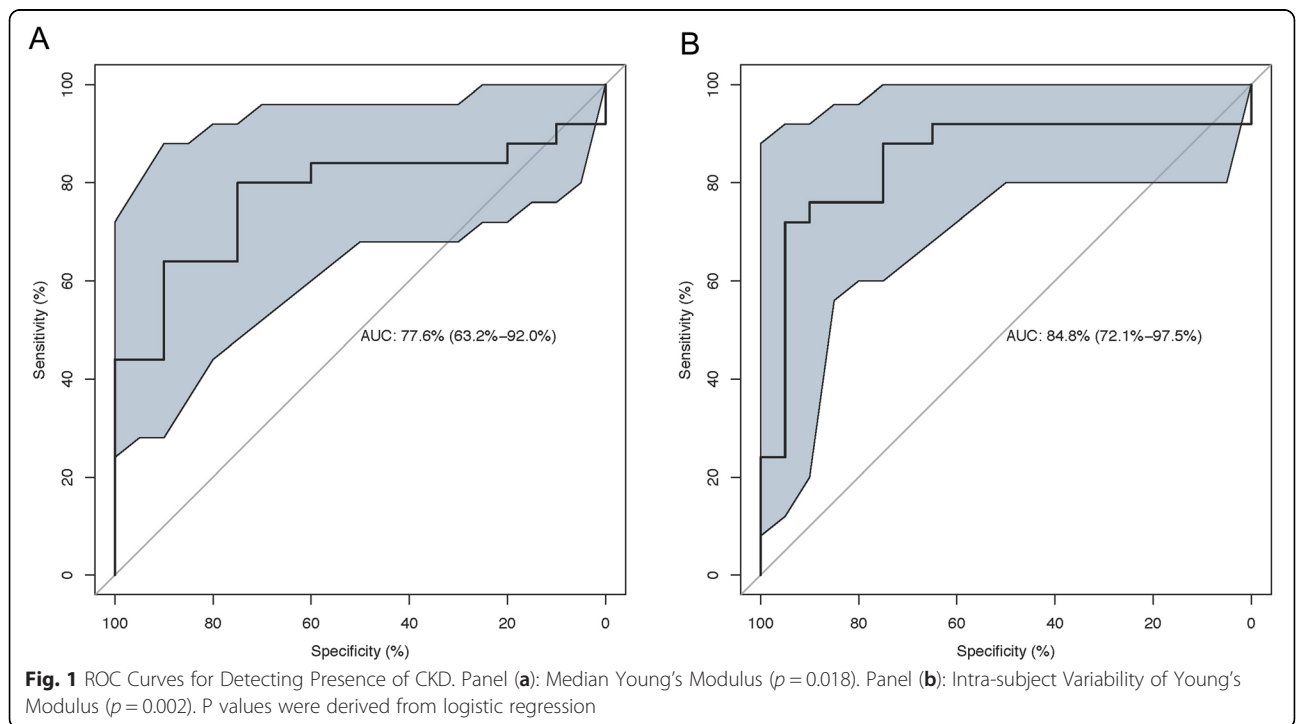 A
B
100
80
60
40
20
0
Sensitivity (%)
AUC: 77.6% (63.2%–92.0%)
100 80 60 40 20 0
Specificity (%)
100
80
60
40
20
0
Sensitivity (%)
AUC: 84.8% (72.1%–97.5%)
100 80 60 40 20 0
Specificity (%)
Fig. 1 ROC Curves for Detecting Presence of CKD. Panel (a): Median Young's Modulus (p = 0.018). Panel (b): Intra-subject Variability of Young's
Modulus (p = 0.002). P values were derived from logistic regression